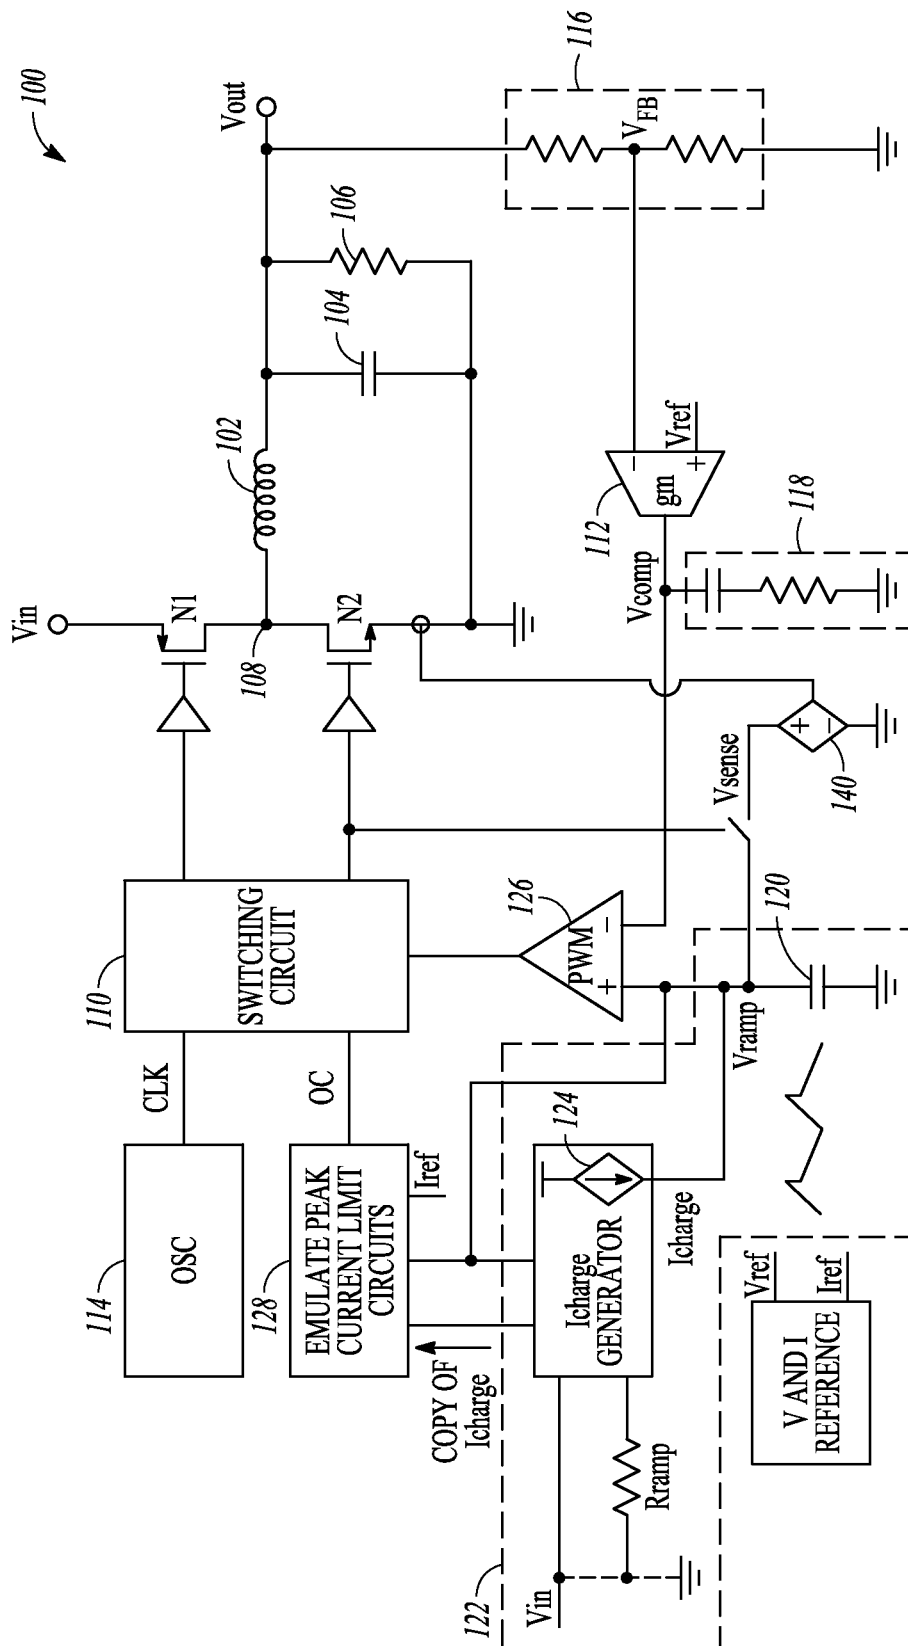 100
Vin
Vout
N1
N2
108
102
104
106
116
VFB
110
SWITCHING
CIRCUIT
CLK
OC
114
OSC
128
EMULATE PEAK
CURRENT LIMIT
CIRCUITS
Iref
COPY OF
Icharge
126
PWM
+
−
112
gm
−
+
Vref
Vcomp
118
Vsense
+
−
140
120
Vramp
124
Icharge
GENERATOR
Icharge
Rramp
Vin
122
V AND I
REFERENCE
Vref
Iref